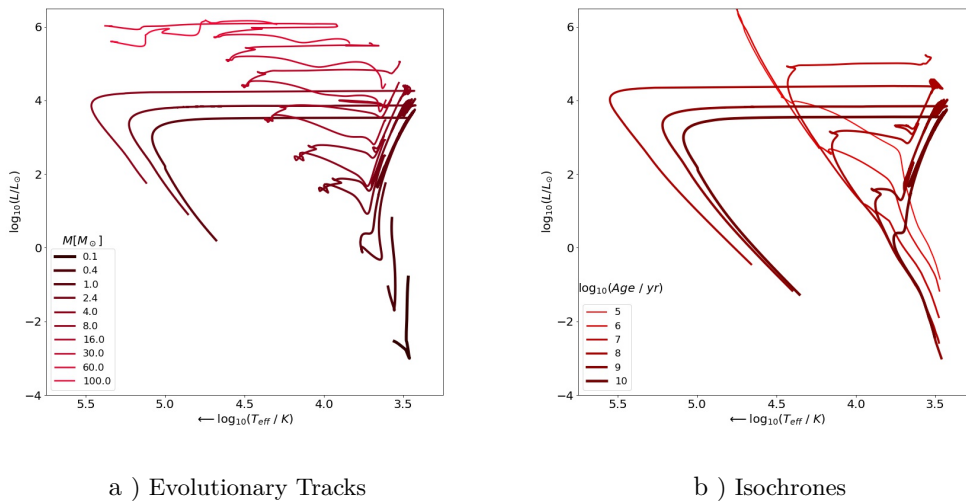 6
4
2
0
−2
−4
log₁₀(L/L⊙)
M[M⊙]
0.1
0.4
1.0
2.4
4.0
8.0
16.0
30.0
60.0
100.0
5.5 5.0 4.5 4.0 3.5
⟵ log₁₀(T_eff / K)
a ) Evolutionary Tracks
6
4
2
0
−2
−4
log₁₀(L/L⊙)
log₁₀(Age / yr)
5
6
7
8
9
10
5.5 5.0 4.5 4.0 3.5
⟵ log₁₀(T_eff / K)
b ) Isochrones